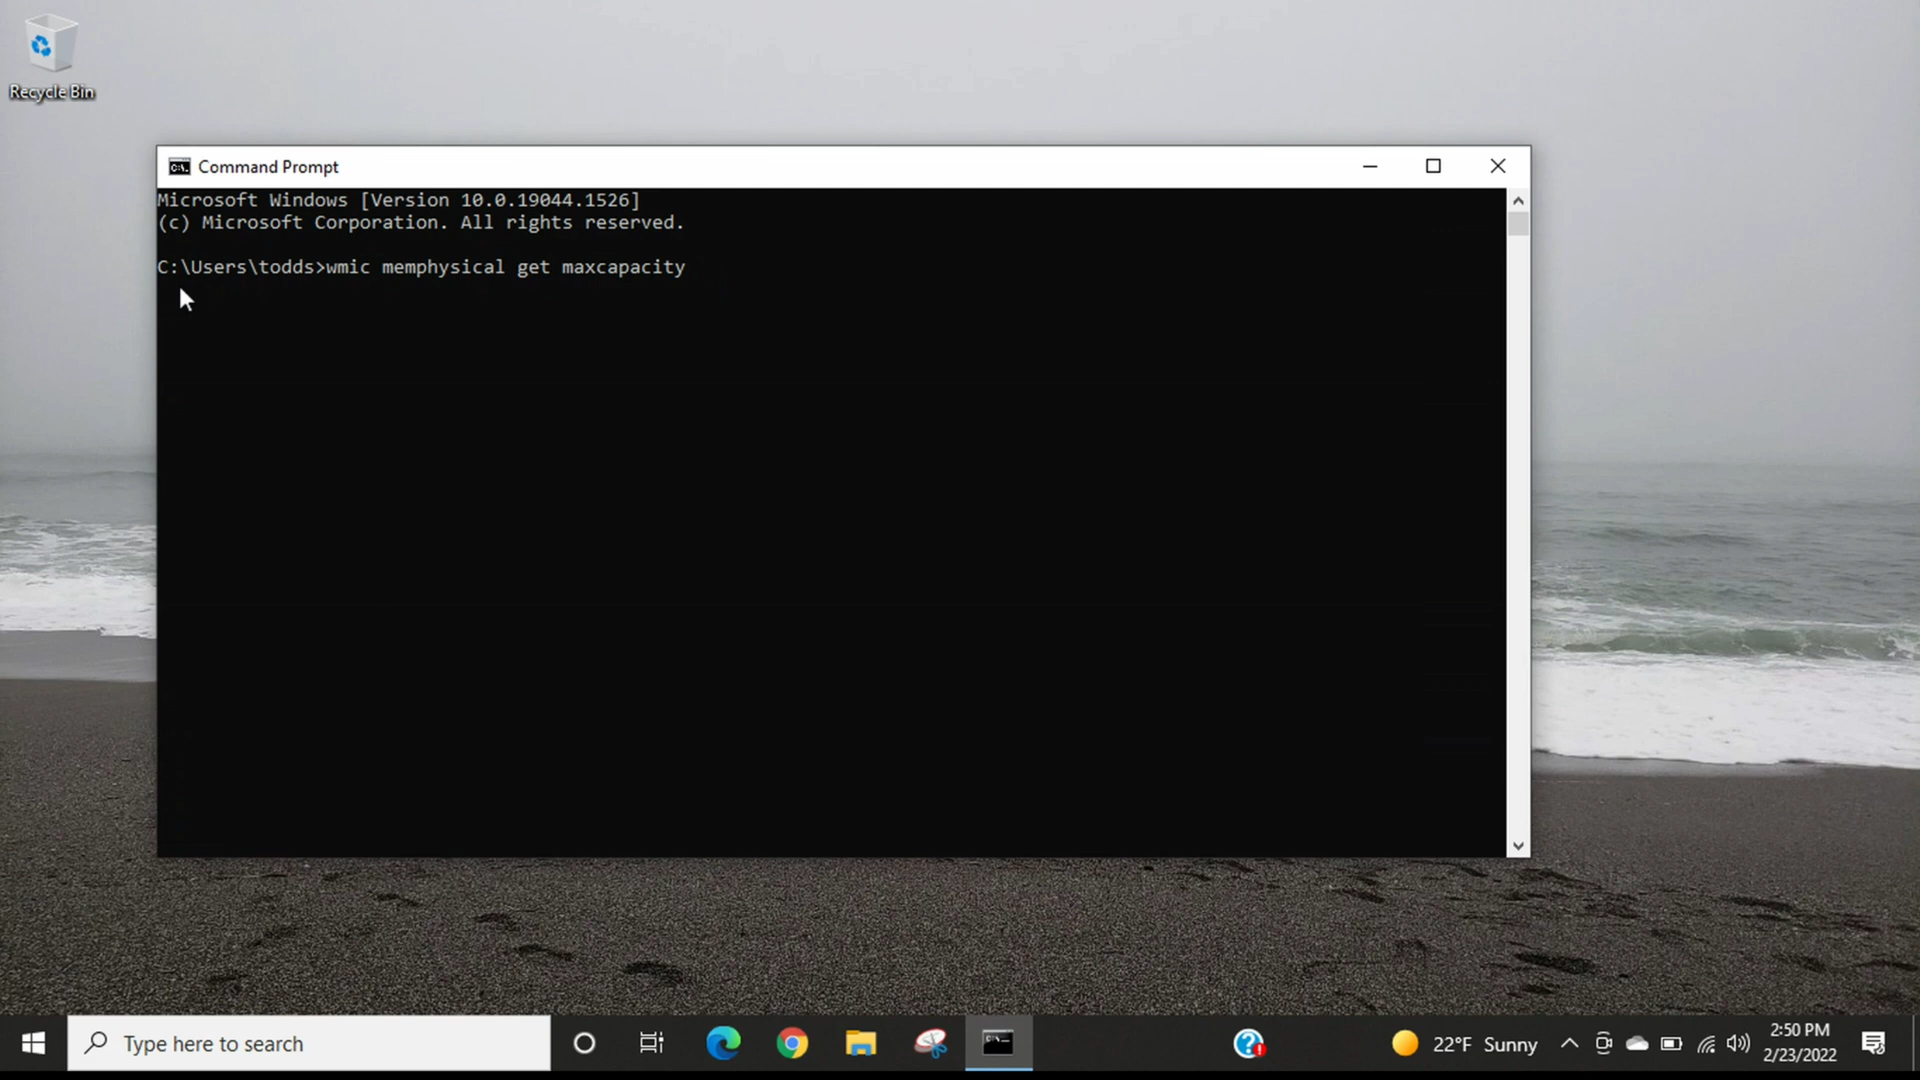 Recycle Bin
Command Prompt
Microsoft Windows [Version 10.0.19044.1526]
(c) Microsoft Corporation. All rights reserved.
C:\Users\todds>wmic memphysical get maxcapacity
Type here to search
22°F Sunny
2:50 PM
2/23/2022